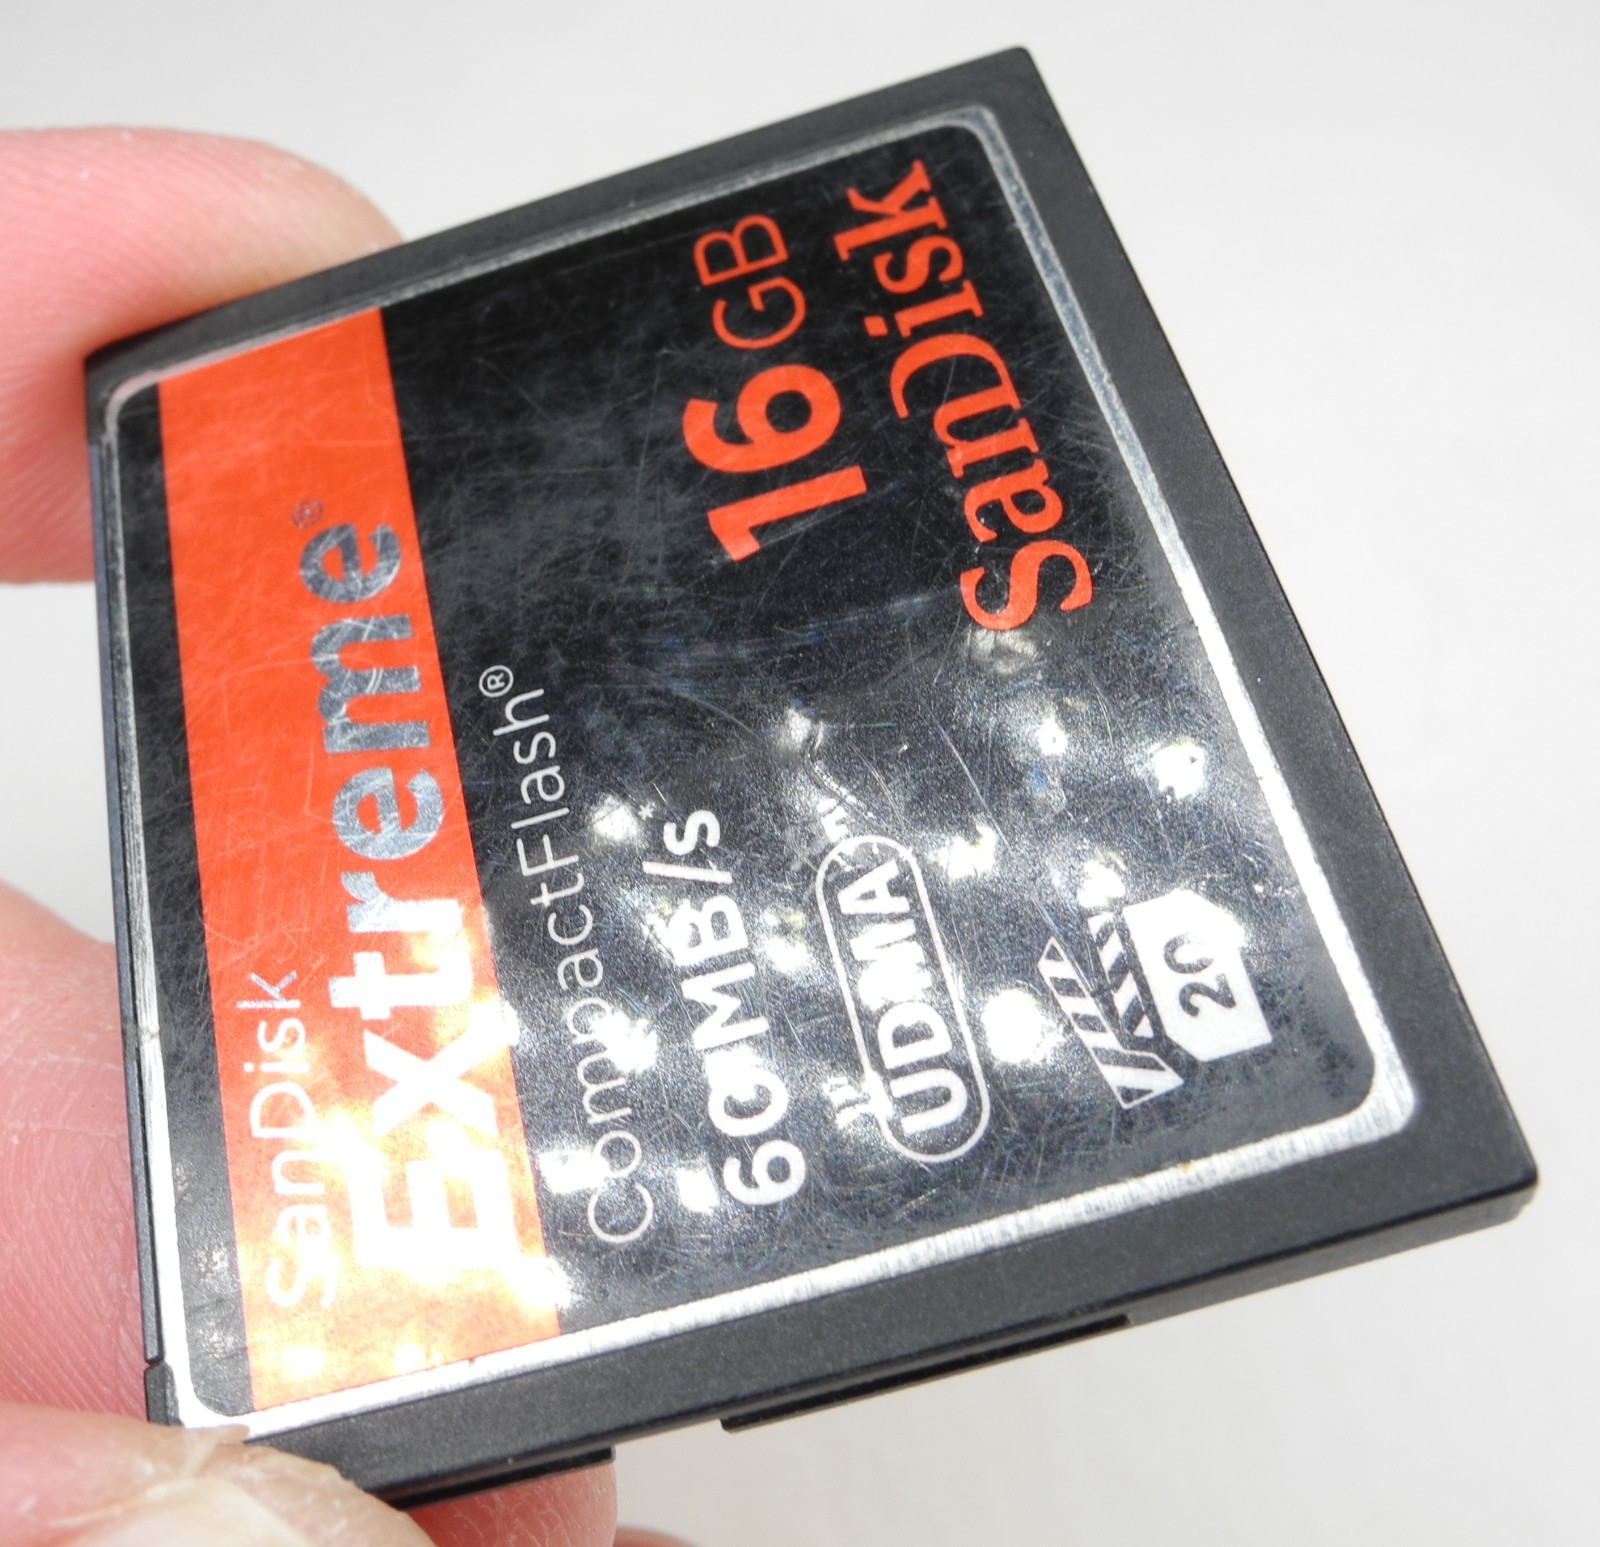 SanDisk
Extreme®
CompactFlash®
60MB/s*
UDMA
16GB
SanDisk
20